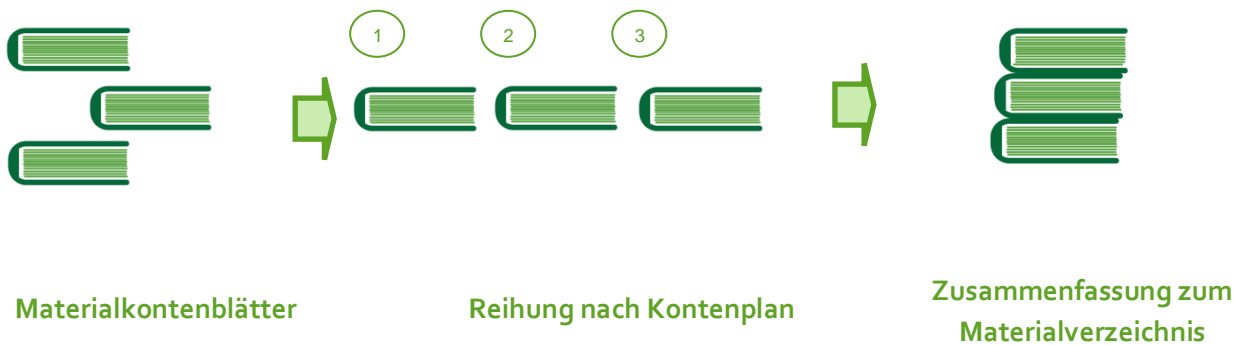 1 2 3
Materialkontenblätter
Reihung nach Kontenplan
Zusammenfassung zum
Materialverzeichnis